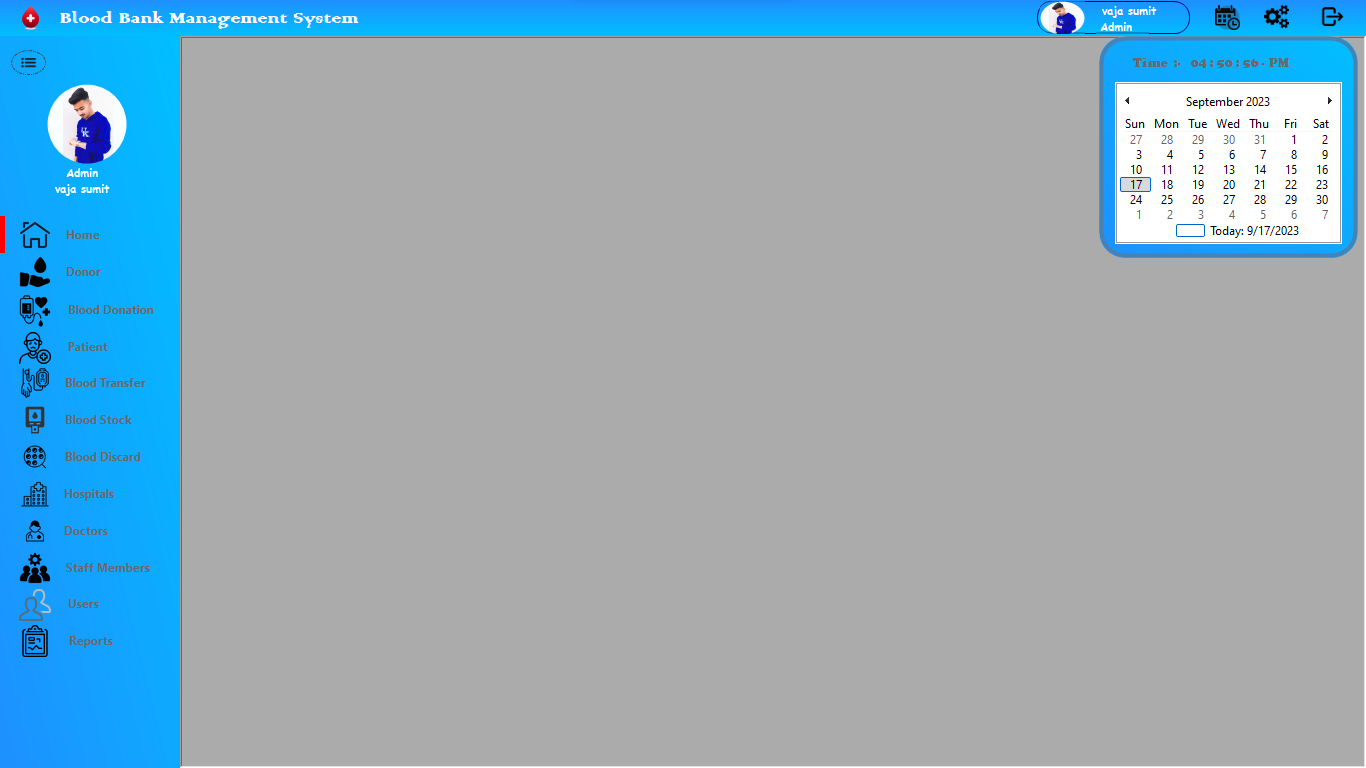 Blood Bank Management System
vaja sumit
Admin
Time :- 04 : 50 : 56 - PM
September 2023
Sun Mon Tue Wed Thu Fri Sat
27 28 29 30 31 1 2
3 4 5 6 7 8 9
10 11 12 13 14 15 16
17 18 19 20 21 22 23
24 25 26 27 28 29 30
1 2 3 4 5 6 7
Today: 9/17/2023
Admin
vaja sumit
Home
Donor
Blood Donation
Patient
Blood Transfer
Blood Stock
Blood Discard
Hospitals
Doctors
Staff Members
Users
Reports